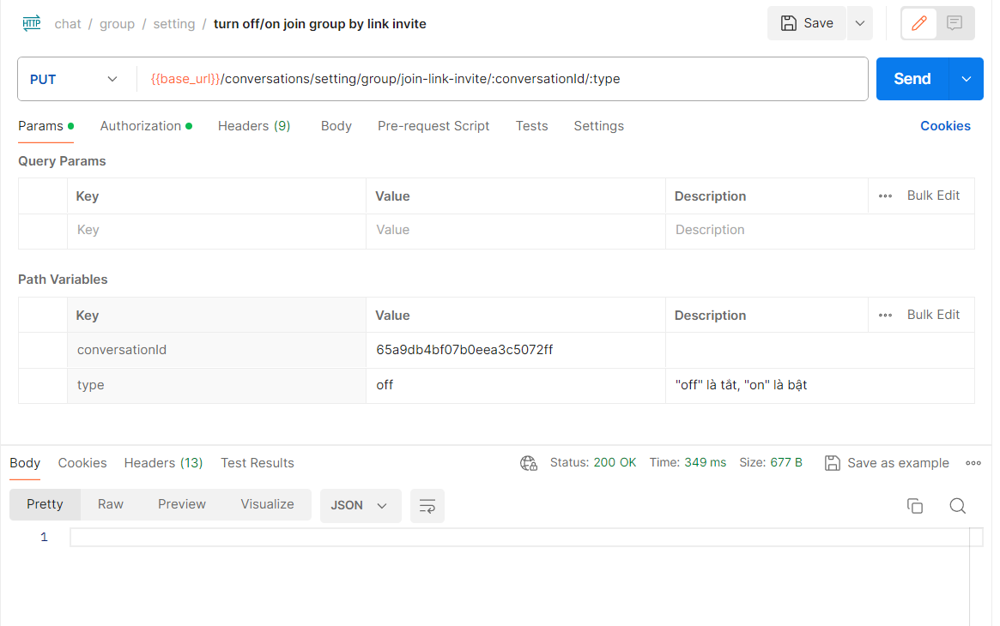 HTTP chat / group / setting / turn off/on join group by link invite Save
PUT {{base_url}}/conversations/setting/group/join-link-invite/:conversationId/:type Send
Params Authorization Headers (9) Body Pre-request Script Tests Settings Cookies
Query Params
Key Value Description Bulk Edit
Key Value Description
Path Variables
Key Value Description Bulk Edit
conversationId 65a9db4bf07b0eea3c5072ff
type off "off" là tắt, "on" là bật
Body Cookies Headers (13) Test Results Status: 200 OK Time: 349 ms Size: 677 B Save as example
Pretty Raw Preview Visualize JSON
1